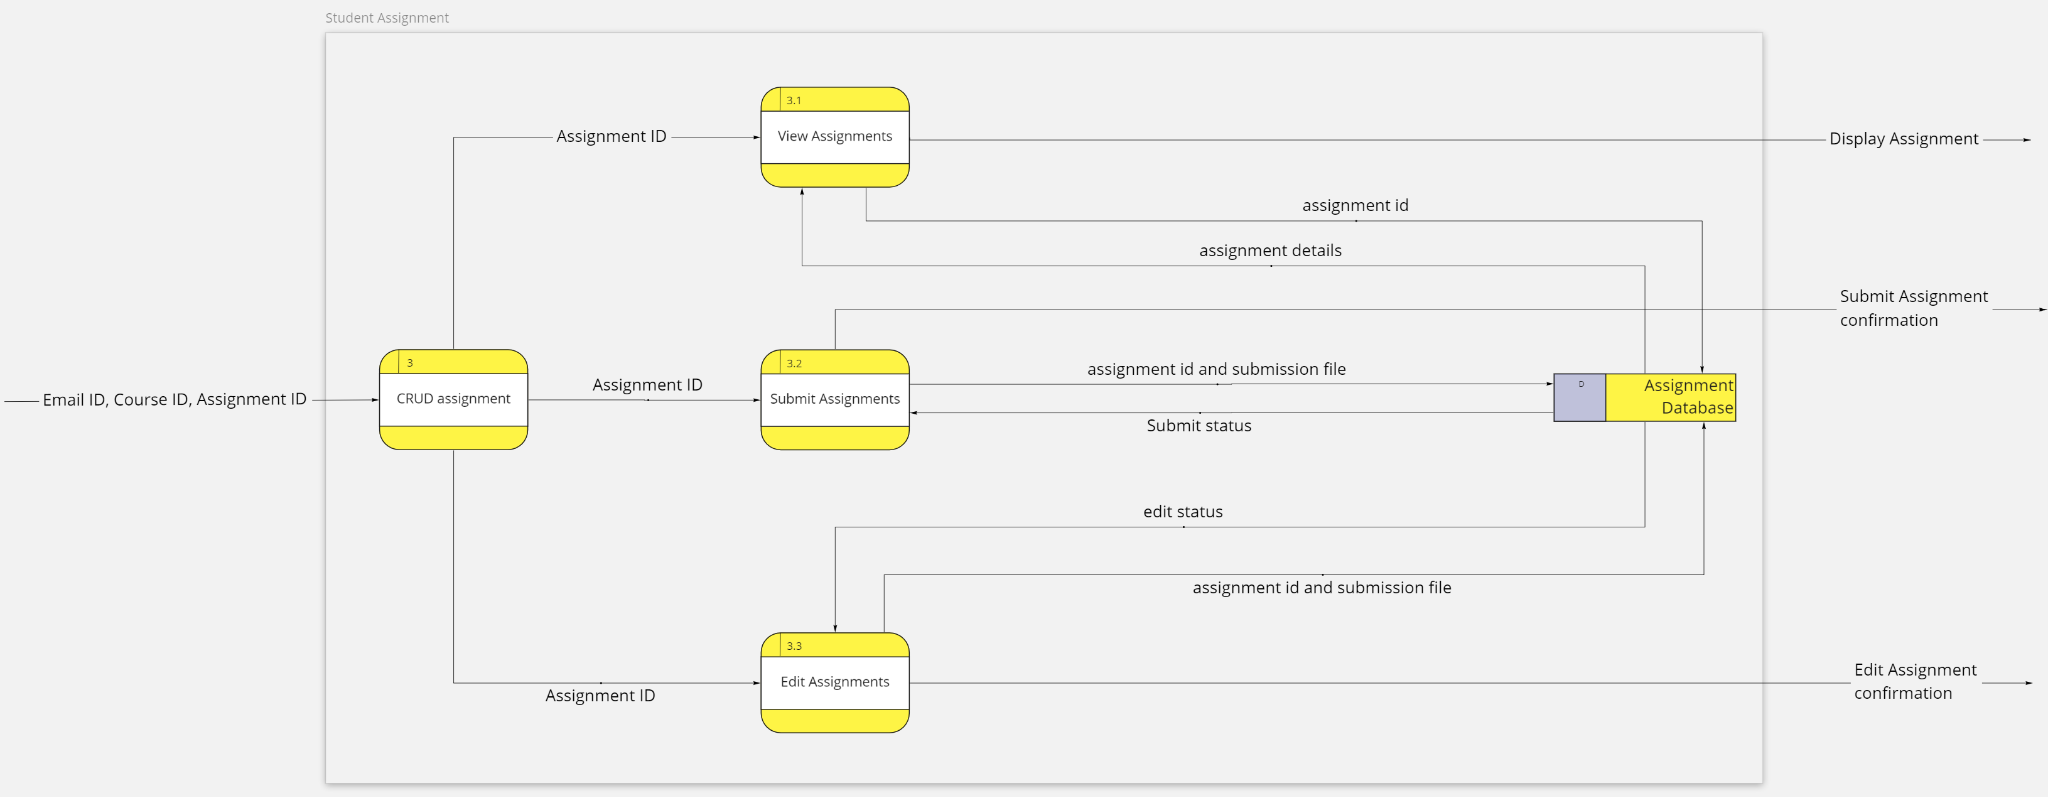 Student Assignment
3.1
View Assignments
Assignment ID
Display Assignment
assignment id
assignment details
Submit Assignment
confirmation
3
CRUD assignment
Email ID, Course ID, Assignment ID
Assignment ID
3.2
Submit Assignments
assignment id and submission file
Submit status
D
Assignment
Database
edit status
assignment id and submission file
3.3
Edit Assignments
Assignment ID
Edit Assignment
confirmation